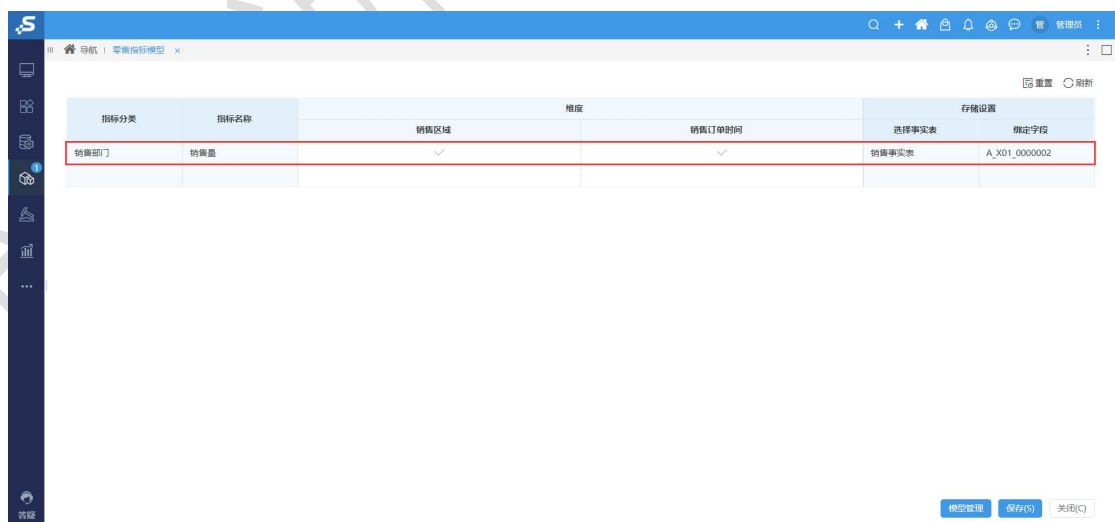 S
管 管理员
导航 零售指标模型 ×
重置 刷新
指标分类 指标名称 维度 存储设置
销售区域 销售订单时间 选择事实表 绑定字段
销售部门 销售量 销售事实表 A_X01_0000002
1
答疑
模型管理 保存(S) 关闭(C)